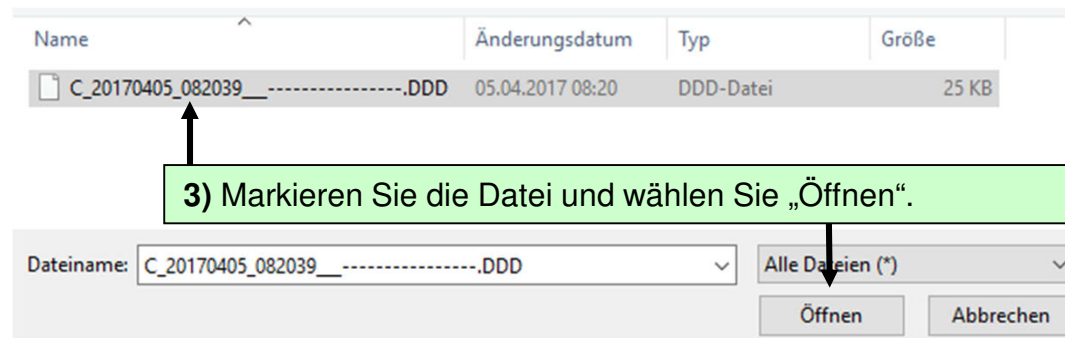 Name Änderungsdatum Typ Größe
C_20170405_082039__----------------.DDD 05.04.2017 08:20 DDD-Datei 25 KB
3) Markieren Sie die Datei und wählen Sie „Öffnen“.
Dateiname: C_20170405_082039__----------------.DDD Alle Dateien (*)
Öffnen Abbrechen